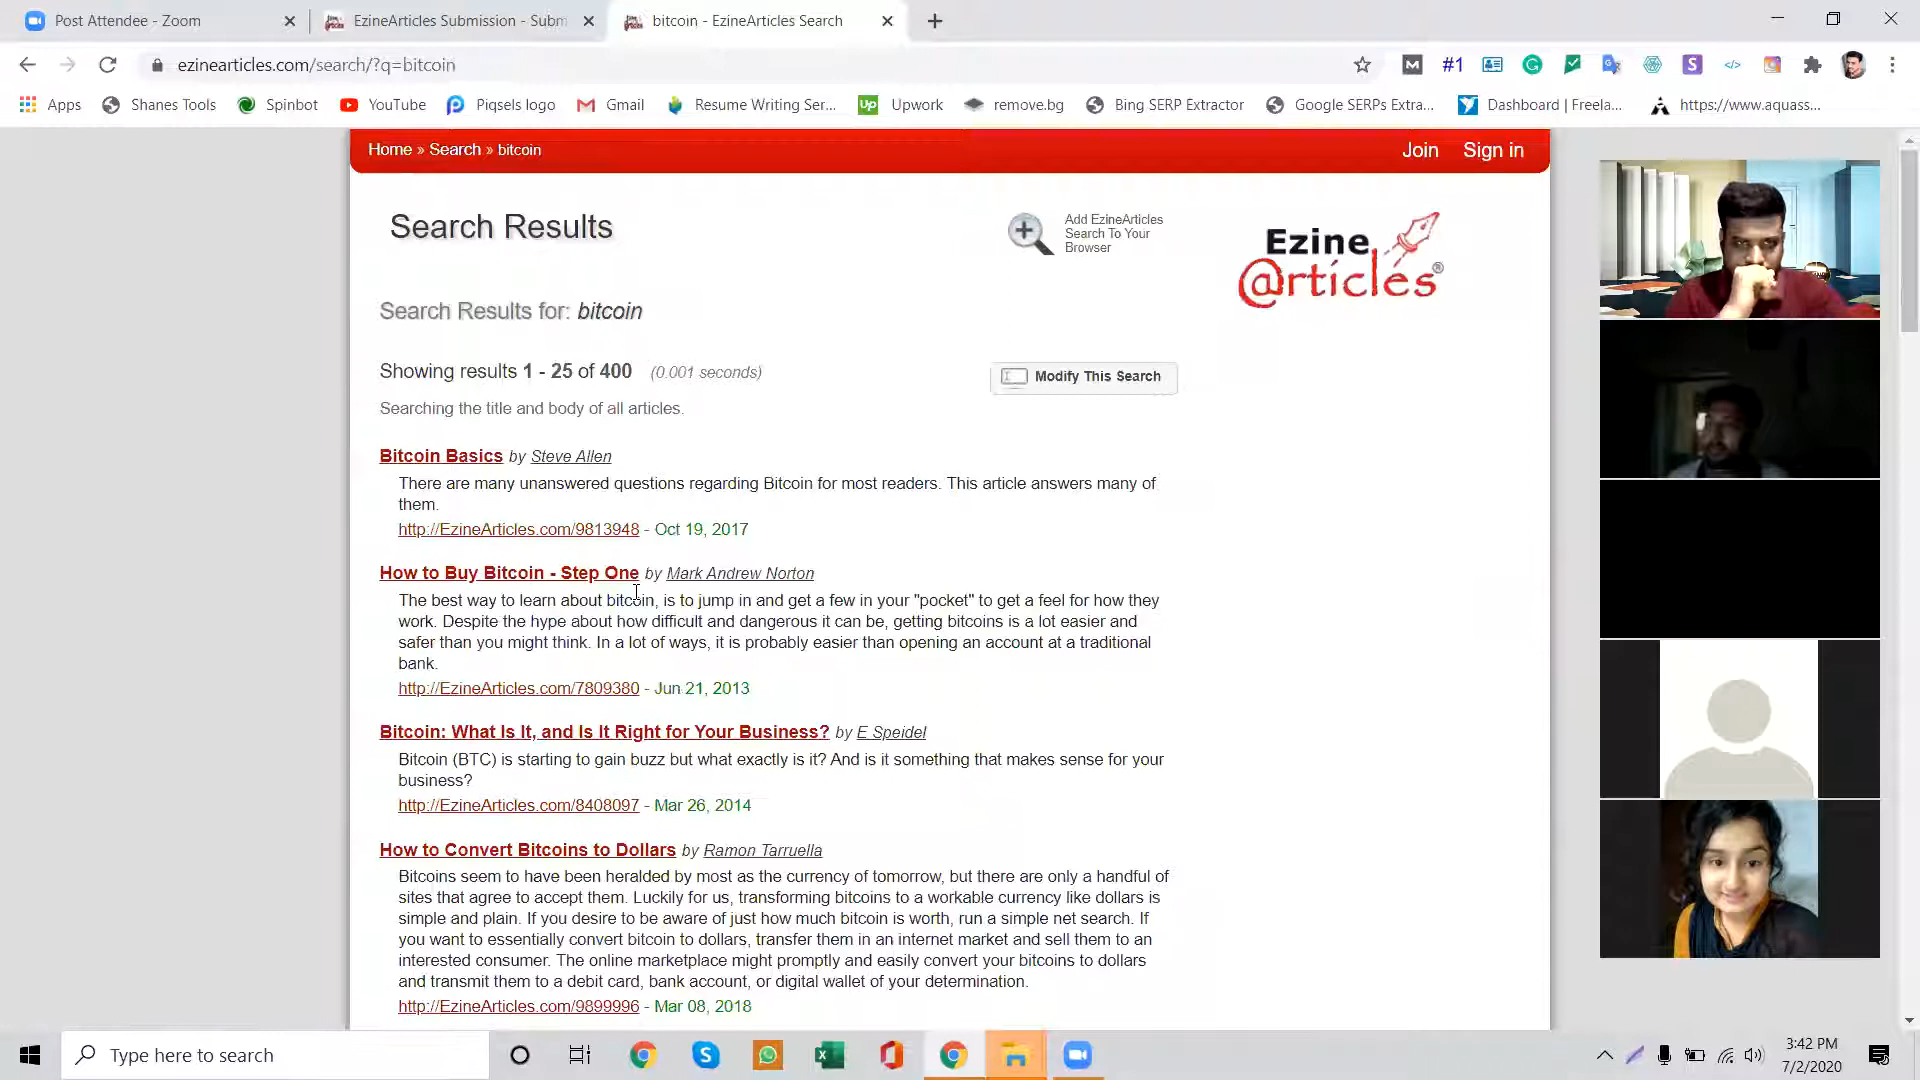 Post Attendee - Zoom
EzineArticles Submission - Subm
bitcoin - EzineArticles Search
ezinearticles.com/search/?q=bitcoin
#1
Apps
Shanes Tools
Spinbot
YouTube
Piqsels logo
Gmail
Resume Writing Ser...
Up
Upwork
remove.bg
Bing SERP Extractor
Google SERPs Extra...
Dashboard | Freela...
https://www.aquass...
Home » Search » bitcoin
Join
Sign in
Search Results
Add EzineArticles
Search To Your
Browser
Ezine
@rticles®
Search Results for: bitcoin
Showing results 1 - 25 of 400 (0.001 seconds)
Modify This Search
Searching the title and body of all articles.
Bitcoin Basics by Steve Allen
There are many unanswered questions regarding Bitcoin for most readers. This article answers many of
them.
http://EzineArticles.com/9813948 - Oct 19, 2017
How to Buy Bitcoin - Step One by Mark Andrew Norton
The best way to learn about bitcoin, is to jump in and get a few in your "pocket" to get a feel for how they
work. Despite the hype about how difficult and dangerous it can be, getting bitcoins is a lot easier and
safer than you might think. In a lot of ways, it is probably easier than opening an account at a traditional
bank.
http://EzineArticles.com/7809380 - Jun 21, 2013
Bitcoin: What Is It, and Is It Right for Your Business? by E Speidel
Bitcoin (BTC) is starting to gain buzz but what exactly is it? And is it something that makes sense for your
business?
http://EzineArticles.com/8408097 - Mar 26, 2014
How to Convert Bitcoins to Dollars by Ramon Tarruella
Bitcoins seem to have been heralded by most as the currency of tomorrow, but there are only a handful of
sites that agree to accept them. Luckily for us, transforming bitcoins to a workable currency like dollars is
simple and plain. If you desire to be aware of just how much bitcoin is worth, run a simple net search. If
you want to essentially convert bitcoin to dollars, transfer them in an internet market and sell them to an
interested consumer. The online marketplace might promptly and easily convert your bitcoins to dollars
and transmit them to a debit card, bank account, or digital wallet of your determination.
http://EzineArticles.com/9899996 - Mar 08, 2018
Type here to search
3:42 PM
7/2/2020